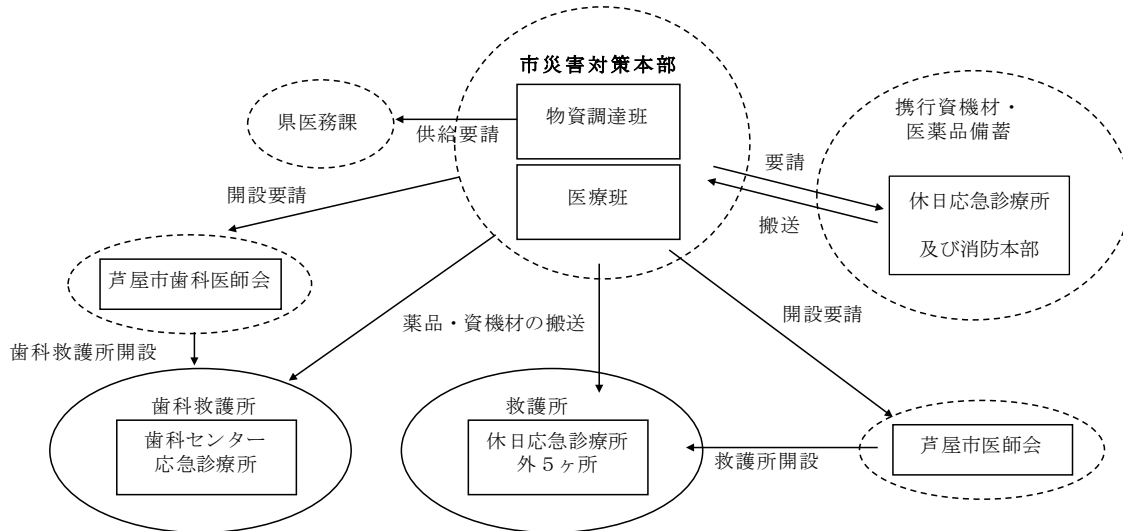 市災害対策本部
物資調達班
県医務課
供給要請
携行資機材・
医薬品備蓄
要請
開設要請
医療班
休日応急診療所
搬送
及び消防本部
芦屋市歯科医師会
薬品・資機材の搬送
開設要請
歯科救護所開設
歯科救護所
歯科センター
応急診療所
救護所
休日応急診療所
外5ヶ所
救護所開設
芦屋市医師会